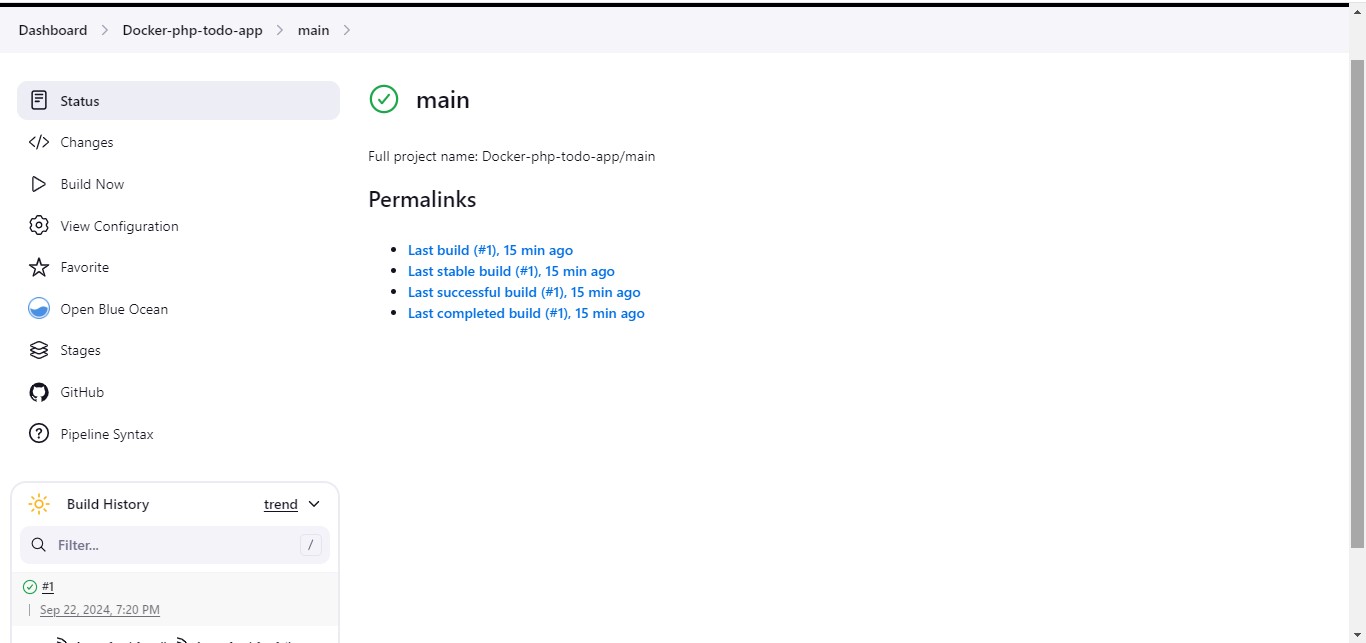 Dashboard > Docker-php-todo-app > main >
Status
Changes
Build Now
View Configuration
Favorite
Open Blue Ocean
Stages
GitHub
Pipeline Syntax
Build History trend
Filter... /
#1
Sep 22, 2024, 7:20 PM
main
Full project name: Docker-php-todo-app/main
Permalinks
• Last build (#1), 15 min ago
• Last stable build (#1), 15 min ago
• Last successful build (#1), 15 min ago
• Last completed build (#1), 15 min ago